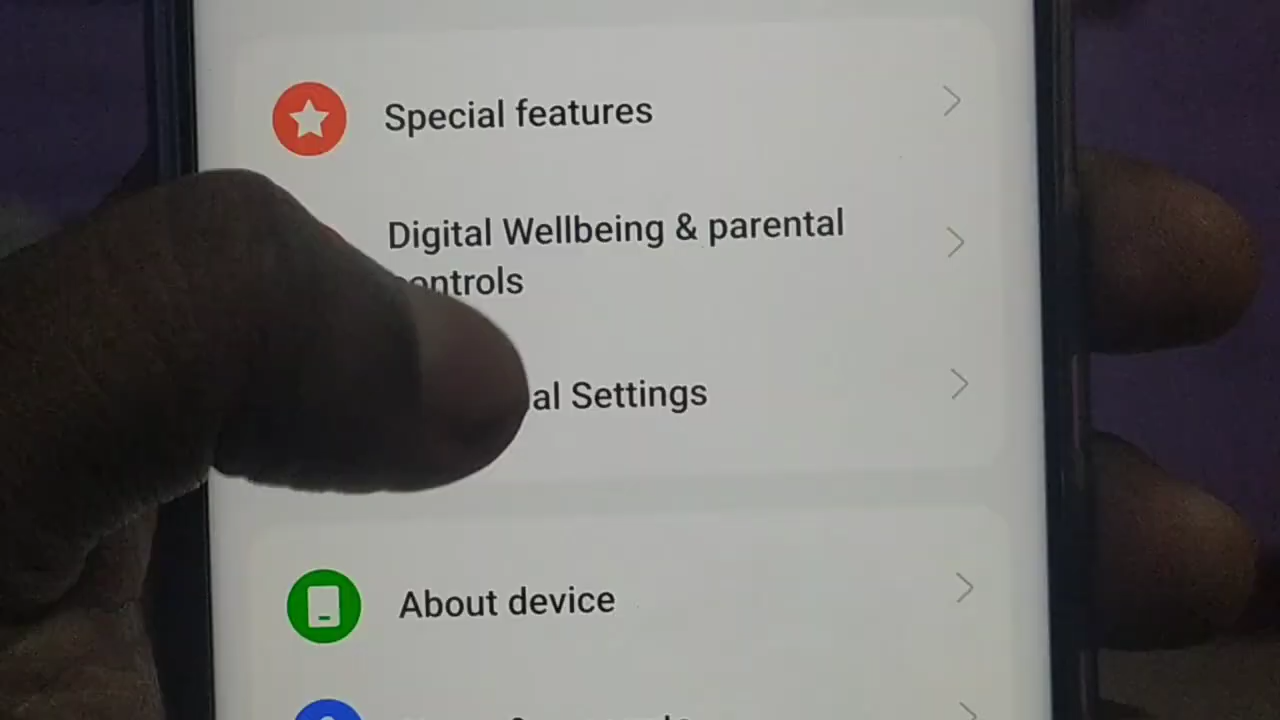 Special features
Digital Wellbeing & parental
controls
al Settings
About device